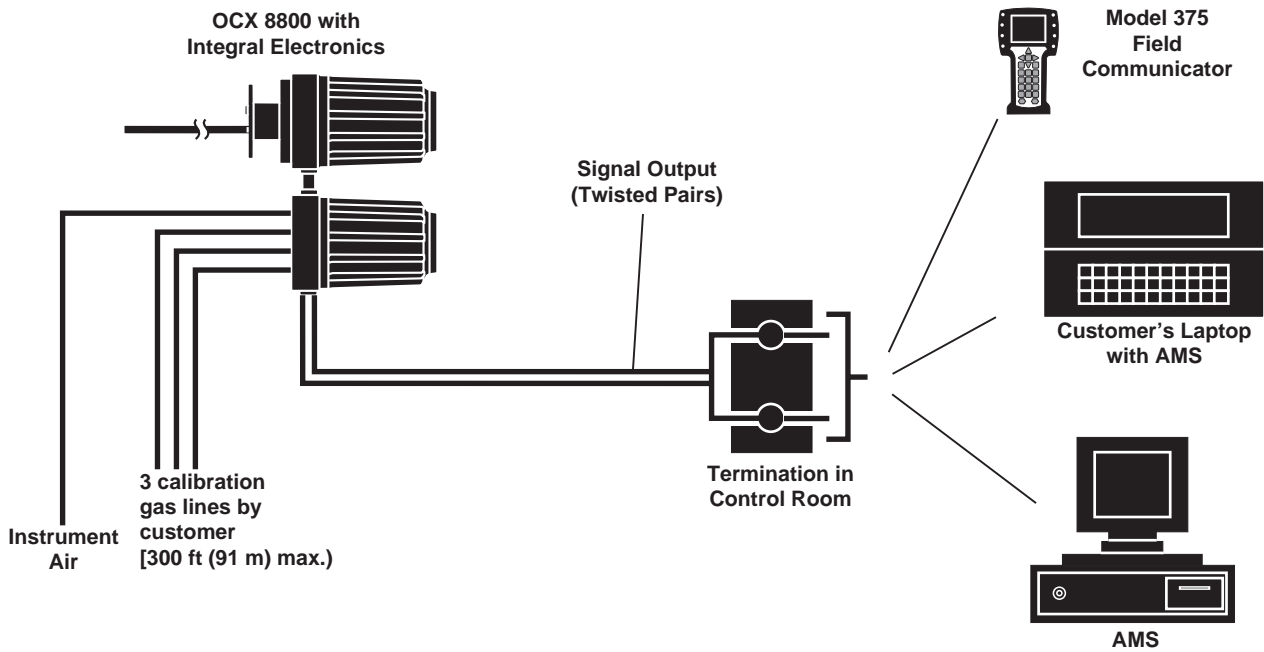 OCX 8800 with
Integral Electronics
Model 375
Field
Communicator
Signal Output
(Twisted Pairs)
Customer's Laptop
with AMS
Termination in
Control Room
3 calibration
gas lines by
customer
[300 ft (91 m) max.)
Instrument
Air
AMS